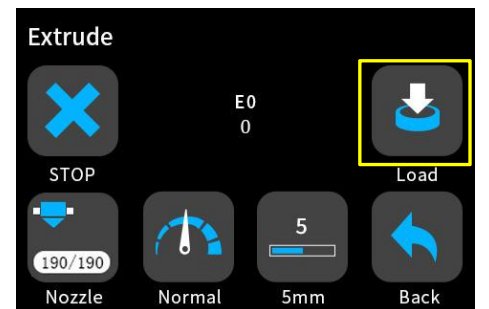 Extrude
E0
0
STOP
Load
190/190
5
Nozzle
Normal
5mm
Back